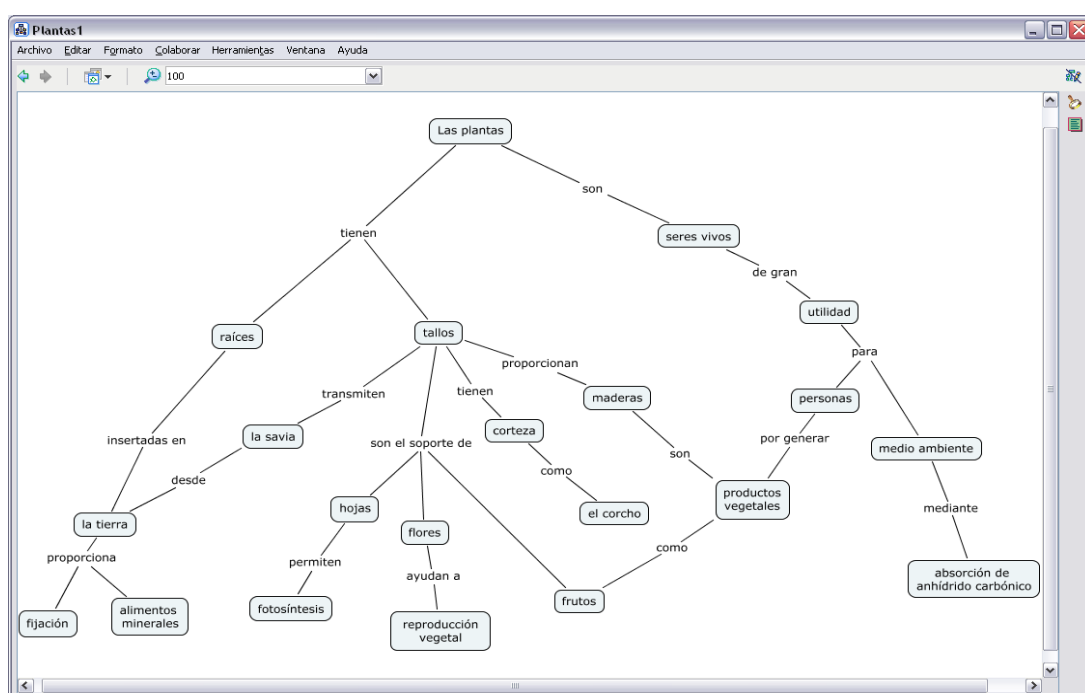 Plantas1
Archivo Editar Formato Colaborar Herramientas Ventana Ayuda
100
Las plantas
son
tienen
seres vivos
de gran
utilidad
raíces
tallos
para
proporcionan
transmiten
tienen
maderas
personas
la savia
corteza
insertadas en
son el soporte de
por generar
medio ambiente
son
como
desde
productos
vegetales
hojas
el corcho
mediante
la tierra
flores
como
proporciona
permiten
ayudan a
absorción de
anhídrido carbónico
frutos
fotosíntesis
alimentos
minerales
fijación
reproducción
vegetal